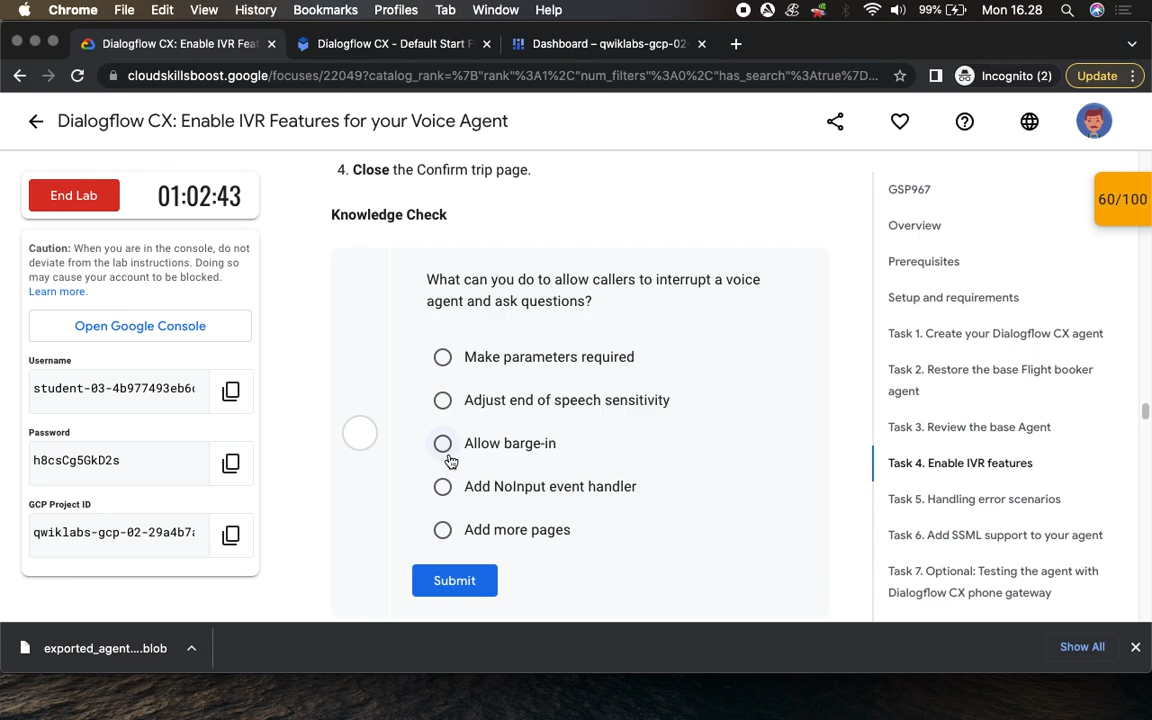 Chrome File Edit View History Bookmarks Profiles Tab Window Help 99% Mon 16.28
Dialogflow CX: Enable IVR Feat Dialogflow CX - Default Start F Dashboard – qwiklabs-gcp-02-
cloudskillsboost.google/focuses/22049?catalog_rank=%7B"rank"%3A1%2C"num_filters"%3A0%2C"has_search"%3Atrue%7D... Incognito (2) Update
Dialogflow CX: Enable IVR Features for your Voice Agent
End Lab 01:02:43
Caution: When you are in the console, do not
deviate from the lab instructions. Doing so
may cause your account to be blocked.
Learn more.
Open Google Console
Username
student-03-4b977493eb6
Password
h8csCg5GkD2s
GCP Project ID
qwiklabs-gcp-02-29a4b7
4. Close the Confirm trip page.
Knowledge Check
What can you do to allow callers to interrupt a voice
agent and ask questions?
Make parameters required
Adjust end of speech sensitivity
Allow barge-in
Add NoInput event handler
Add more pages
Submit
GSP967
60/100
Overview
Prerequisites
Setup and requirements
Task 1. Create your Dialogflow CX agent
Task 2. Restore the base Flight booker
agent
Task 3. Review the base Agent
Task 4. Enable IVR features
Task 5. Handling error scenarios
Task 6. Add SSML support to your agent
Task 7. Optional: Testing the agent with
Dialogflow CX phone gateway
exported_agent....blob Show All